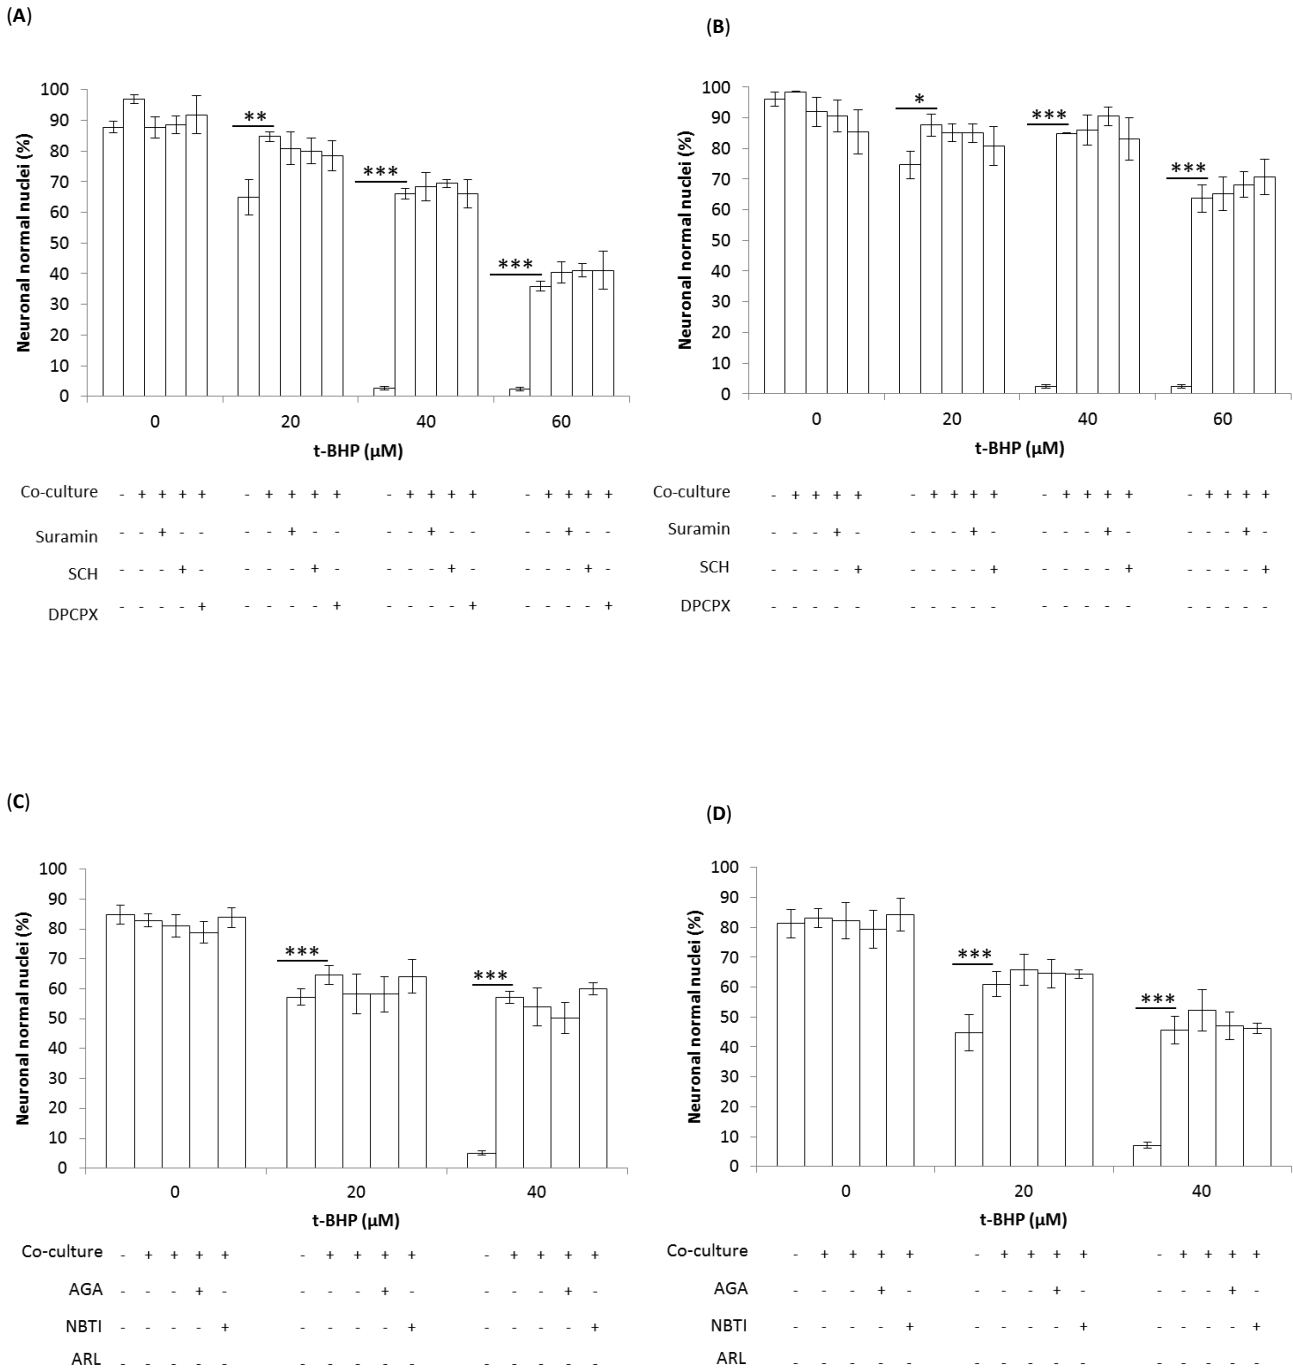 (A)
100
90
80
70
60
50
40
30
20
10
0
Neuronal normal nuclei (%)
**
***
***
0 20 40 60
t-BHP (µM)
Co-culture - + + + + - + + + + - + + + + - + + + +
Suramin - - + - - - - + - - - - + - - - - + - -
SCH - - - + - - - - + - - - - + - - - - + -
DPCPX - - - - + - - - - + - - - - + - - - - +
(B)
100
90
80
70
60
50
40
30
20
10
0
Neuronal normal nuclei (%)
*
***
***
0 20 40 60
t-BHP (µM)
Co-culture - + + + + - + + + + - + + + + - + + + +
Suramin - - - + - - - - + - - - - + - - - - + -
SCH - - - - + - - - - + - - - - + - - - - +
DPCPX - - - - - - - - - - - - - - - - - - - -
(C)
100
90
80
70
60
50
40
30
20
10
0
Neuronal normal nuclei (%)
***
***
0 20 40
t-BHP (µM)
Co-culture - + + + + - + + + + - + + + +
AGA - - - + - - - - + - - - - + -
NBTI - - - - + - - - - + - - - - +
ARL - - - - - - - - - - - - - - -
(D)
100
90
80
70
60
50
40
30
20
10
0
Neuronal normal nuclei (%)
***
***
0 20 40
t-BHP (µM)
Co-culture - + + + + - + + + + - + + + +
AGA - - - + - - - - + - - - - + -
NBTI - - - - + - - - - + - - - - +
ARL - - - - - - - - - - - - - - -